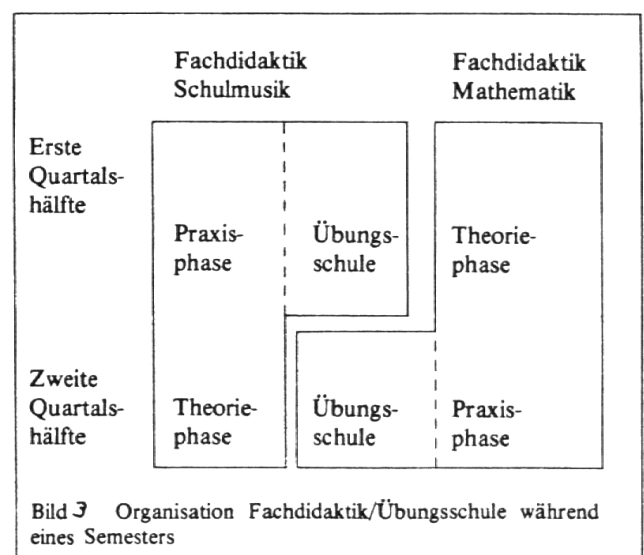 Fachdidaktik
Schulmusik
Fachdidaktik
Mathematik
Erste
Quartals-
hälfte
Praxis-
phase
Übungs-
schule
Theorie-
phase
Zweite
Quartals-
hälfte
Theorie-
phase
Übungs-
schule
Praxis-
phase
Bild 3 Organisation Fachdidaktik/Übungsschule während
eines Semesters